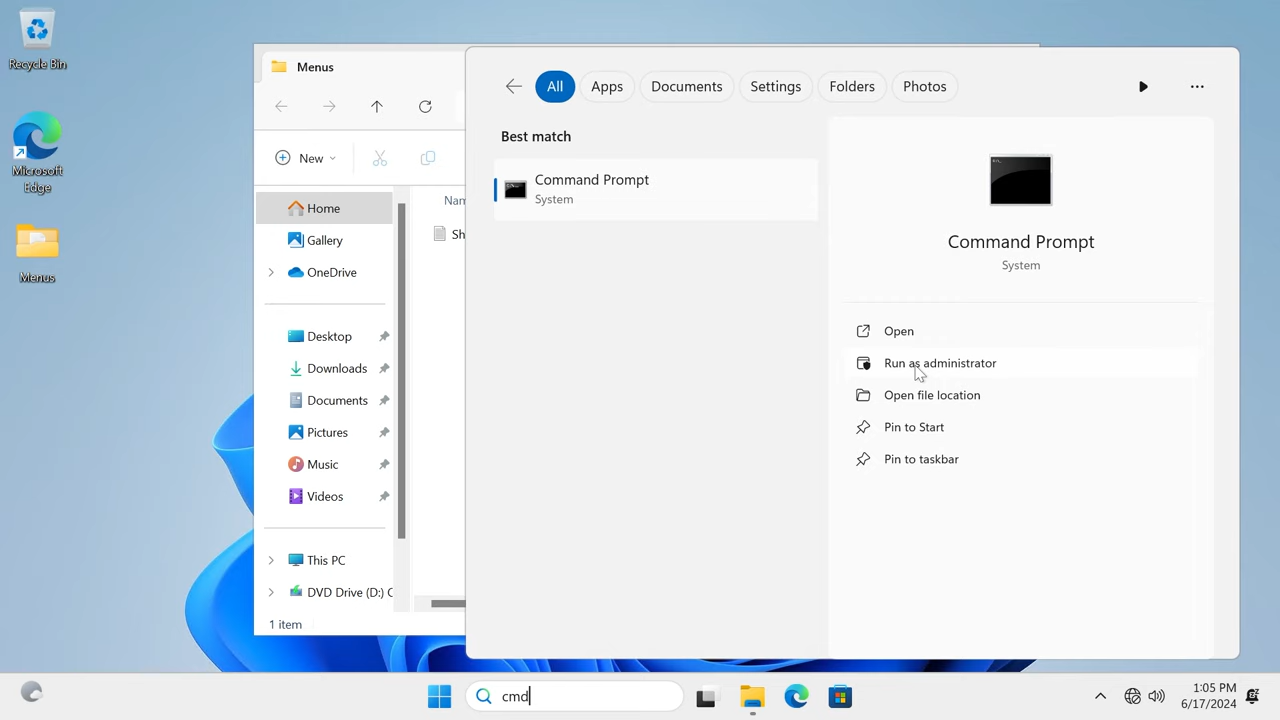 Recycle Bin
Microsoft
Edge
Menus
Menus
New
Home
Gallery
OneDrive
Desktop
Downloads
Documents
Pictures
Music
Videos
This PC
DVD Drive (D:) C
1 item
Nam
Sh
All
Apps
Documents
Settings
Folders
Photos
Best match
Command Prompt
System
Command Prompt
System
Open
Run as administrator
Open file location
Pin to Start
Pin to taskbar
cmd
1:05 PM
6/17/2024